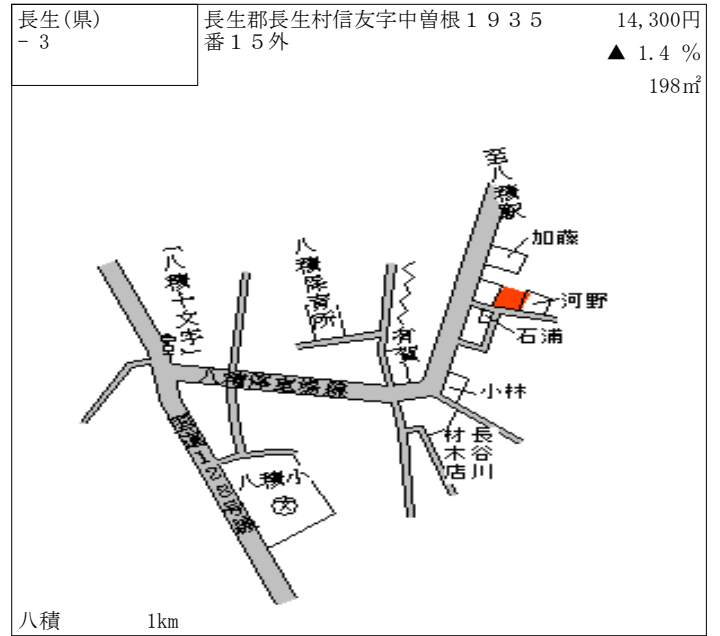 長生(県)
－3
長生郡長生村信友字中曽根１９３５
番１５外
14,300円
▲ 1.4 %
198㎡
至八積駅
加藤
河野
石浦
小林
長谷川
材木店
有賀
八積駐在所
(八積十文字)
八積停車場線
国道128号線
八積小
文
八積 1km